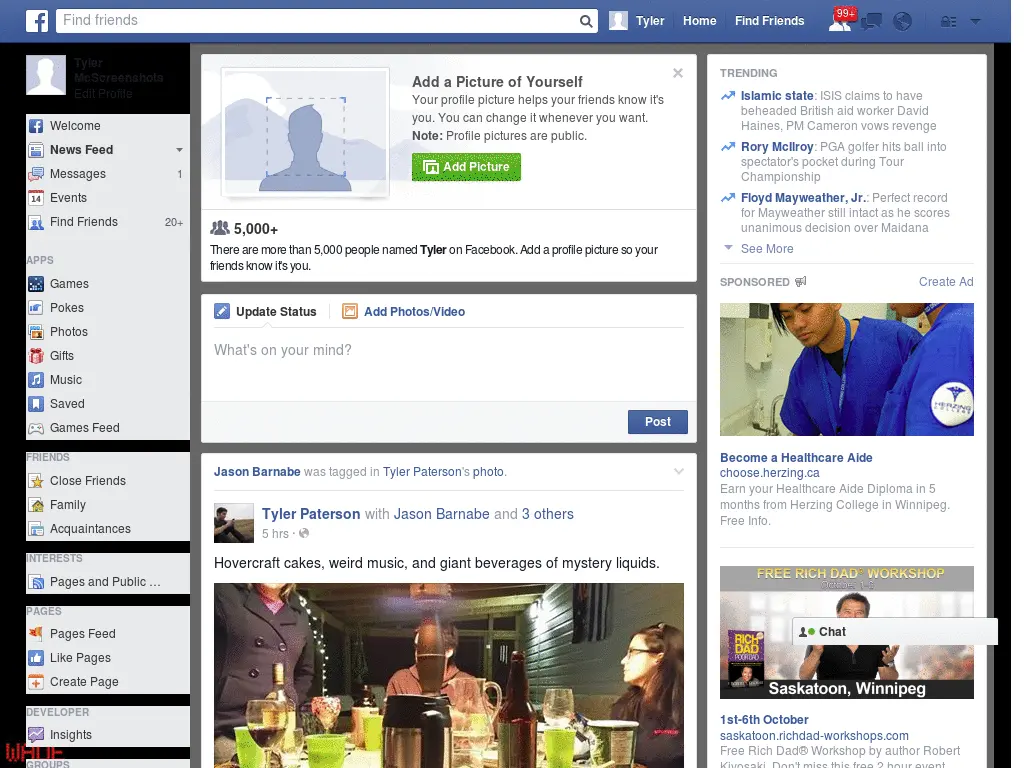 Find friends
Tyler
Home
Find Friends
99+
Tyler
McScreenshots
Edit Profile
Welcome
News Feed
Messages 1
14 Events
Find Friends 20+
APPS
Games
Pokes
Photos
Gifts
Music
Saved
Games Feed
FRIENDS
Close Friends
Family
Acquaintances
INTERESTS
Pages and Public ...
PAGES
Pages Feed
Like Pages
Create Page
DEVELOPER
Insights
GROUPS
Add a Picture of Yourself
Your profile picture helps your friends know it's
you. You can change it whenever you want.
Note: Profile pictures are public.
Add Picture
5,000+
There are more than 5,000 people named Tyler on Facebook. Add a profile picture so your
friends know it's you.
Update Status
Add Photos/Video
What's on your mind?
Post
Jason Barnabe was tagged in Tyler Paterson's photo.
Tyler Paterson with Jason Barnabe and 3 others
5 hrs ·
Hovercraft cakes, weird music, and giant beverages of mystery liquids.
TRENDING
Islamic state: ISIS claims to have
beheaded British aid worker David
Haines, PM Cameron vows revenge
Rory McIlroy: PGA golfer hits ball into
spectator's pocket during Tour
Championship
Floyd Mayweather, Jr.: Perfect record
for Mayweather still intact as he scores
unanimous decision over Maidana
See More
SPONSORED
Create Ad
HERZING
COLLEGE
Become a Healthcare Aide
choose.herzing.ca
Earn your Healthcare Aide Diploma in 5
months from Herzing College in Winnipeg.
Free Info.
FREE RICH DAD® WORKSHOP
October 1-6
RICH
DAD
POOR DAD
Chat
Saskatoon, Winnipeg
1st-6th October
saskatoon.richdad-workshops.com
Free Rich Dad® Workshop by author Robert
Kiyosaki. Don't miss this free 2 hour event